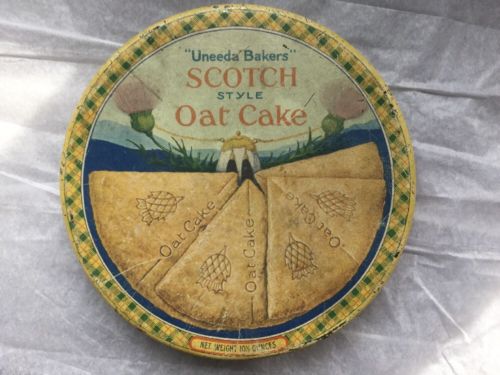 "Uneeda Bakers"
SCOTCH
STYLE
Oat Cake
Oat Cake
Oat Cake
Oat Cake
NET WEIGHT 10½ OUNCES